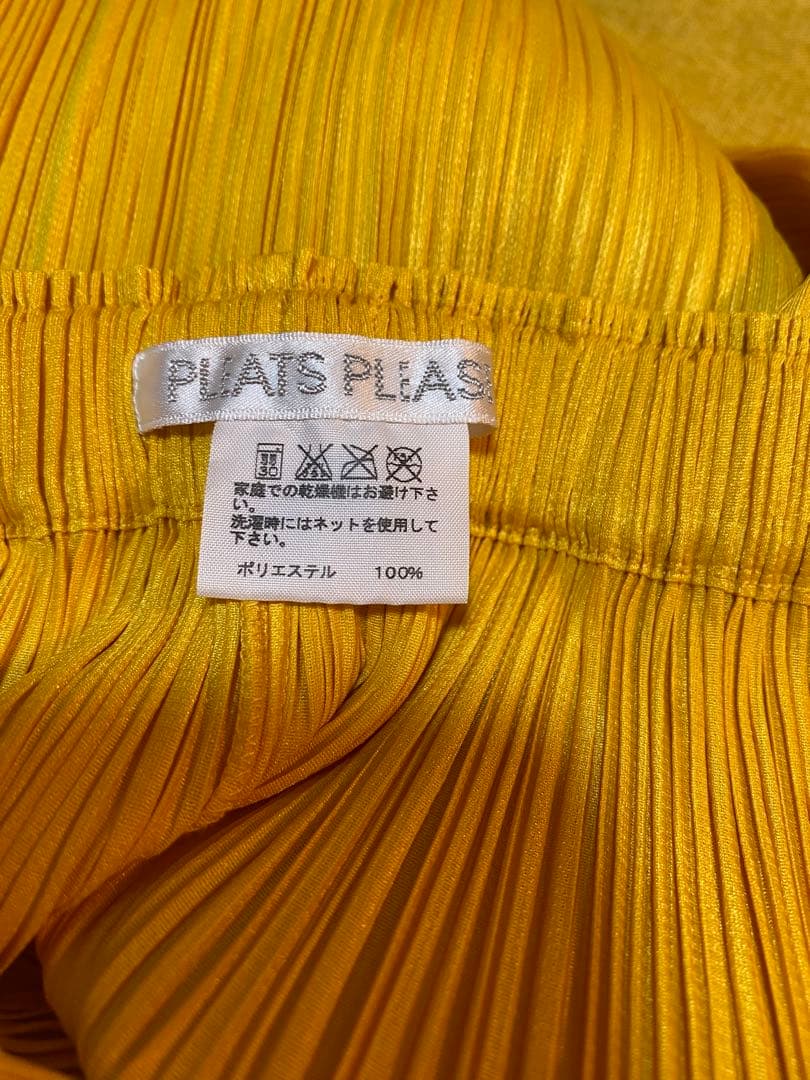 PLEATS PLEASE
30
家庭での乾燥機はお避け下さ
い。
洗濯時にはネットを使用して
下さい。
ポリエステル 100%